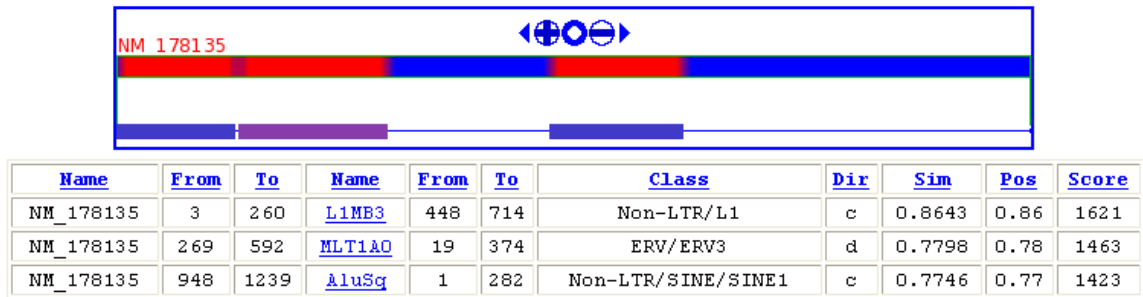 NM 178135
Name From To Name From To Class Dir Sim Pos Score
NM_178135 3 260 L1MB3 448 714 Non-LTR/L1 c 0.8643 0.86 1621
NM_178135 269 592 MLT1A0 19 374 ERV/ERV3 d 0.7798 0.78 1463
NM_178135 948 1239 AluSq 1 282 Non-LTR/SINE/SINE1 c 0.7746 0.77 1423